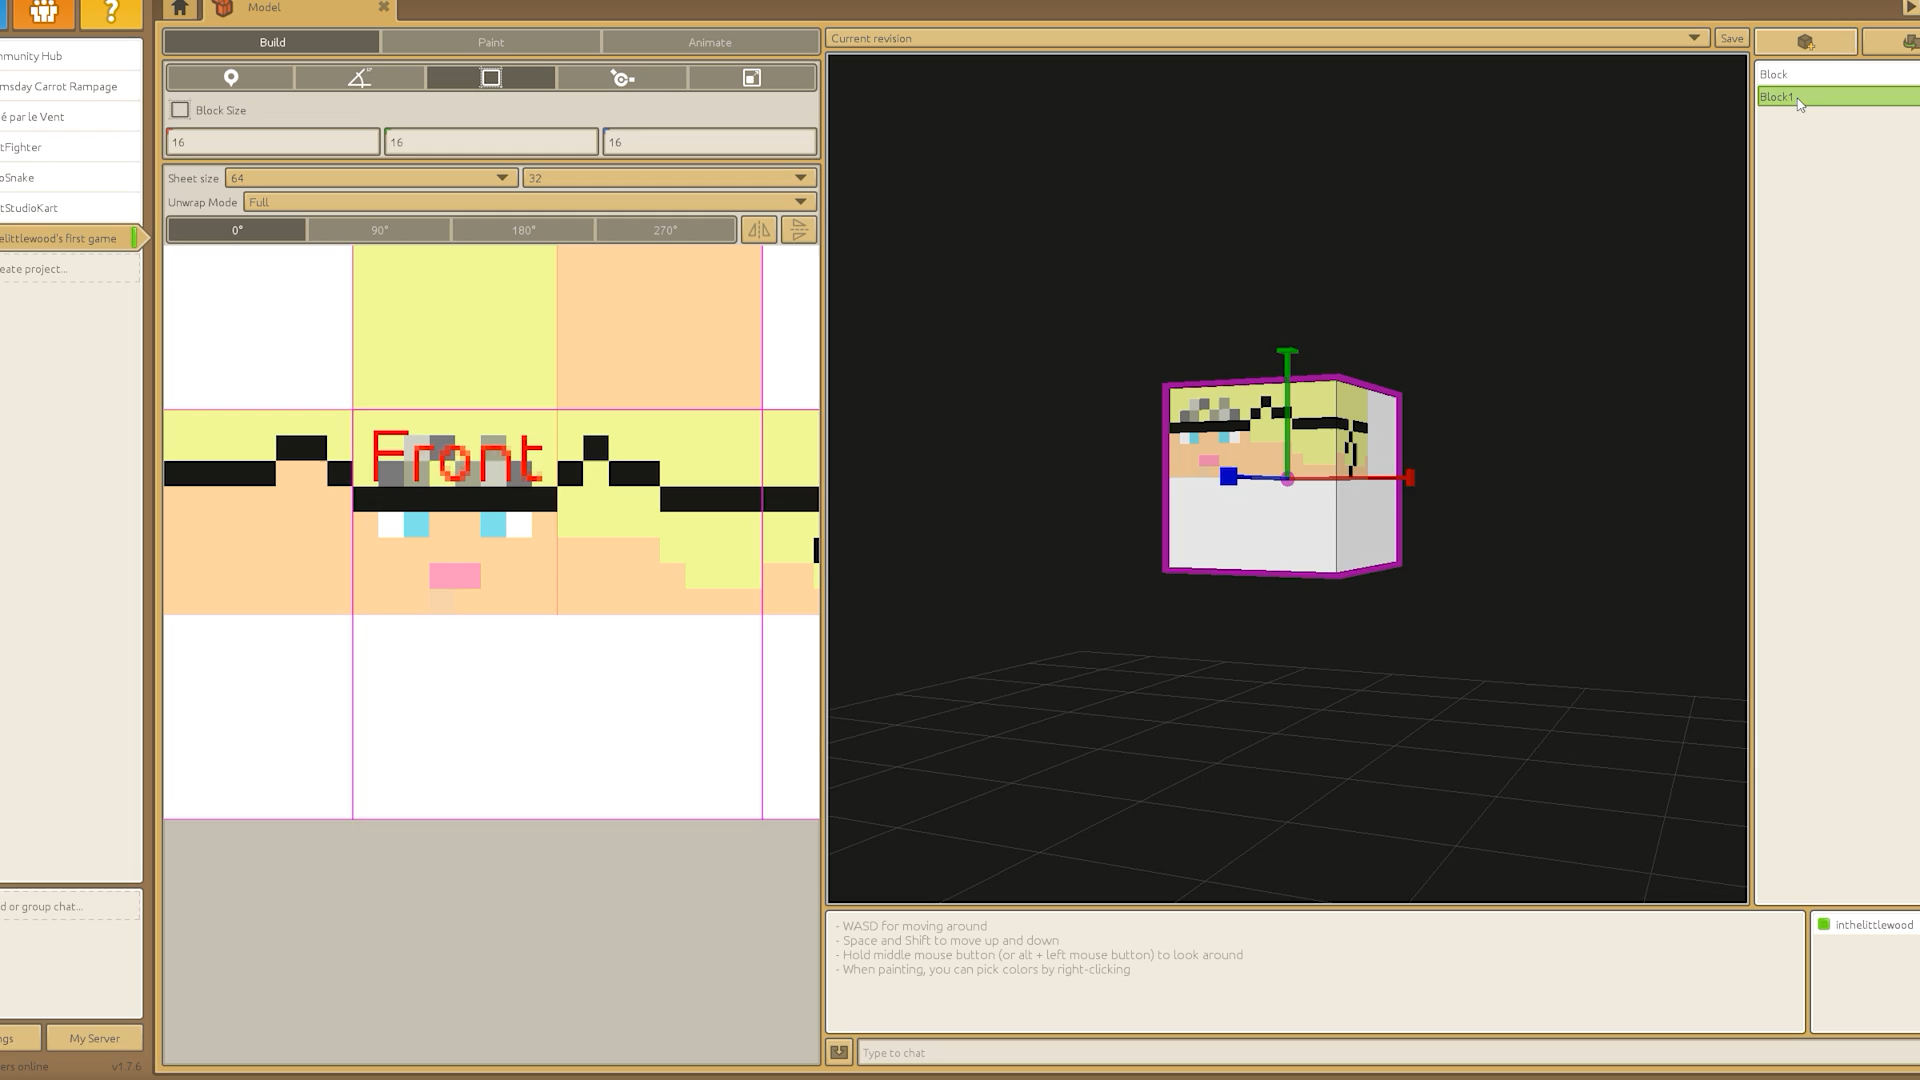 Model
Build
Paint
Animate
Current revision
Save
mmunity Hub
msday Carrot Rampage
é par le Vent
tFighter
oSnake
tStudioKart
elittlewood's first game
eate project...
Block Size
16
16
16
Sheet size
64
32
Unwrap Mode
Full
0°
90°
180°
270°
Front
Block
Block1
- WASD for moving around
- Space and Shift to move up and down
- Hold middle mouse button (or alt + left mouse button) to look around
- When painting, you can pick colors by right-clicking
inthelittlewood
Type to chat
d or group chat...
ngs
My Server
ers online
v1.7.6